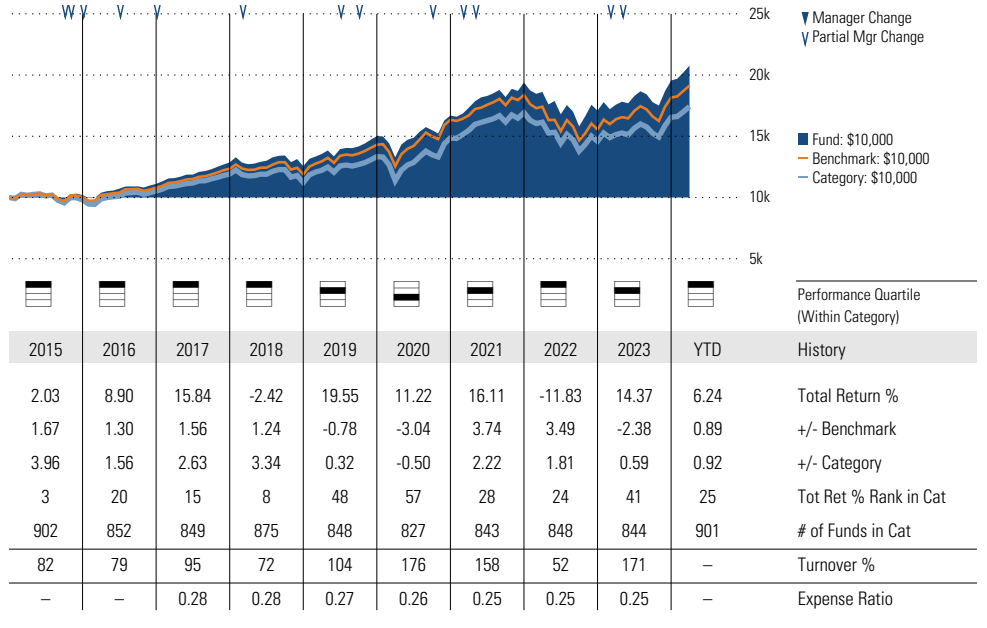 25k
Manager Change
Partial Mgr Change
20k
15k
Fund: $10,000
Benchmark: $10,000
Category: $10,000
10k
5k
Performance Quartile
(Within Category)
2015 2016 2017 2018 2019 2020 2021 2022 2023 YTD History
2.03 8.90 15.84 -2.42 19.55 11.22 16.11 -11.83 14.37 6.24 Total Return %
1.67 1.30 1.56 1.24 -0.78 -3.04 3.74 3.49 -2.38 0.89 +/- Benchmark
3.96 1.56 2.63 3.34 0.32 -0.50 2.22 1.81 0.59 0.92 +/- Category
3 20 15 8 48 57 28 24 41 25 Tot Ret % Rank in Cat
902 852 849 875 848 827 843 848 844 901 # of Funds in Cat
82 79 95 72 104 176 158 52 171 – Turnover %
– – 0.28 0.28 0.27 0.26 0.25 0.25 0.25 – Expense Ratio